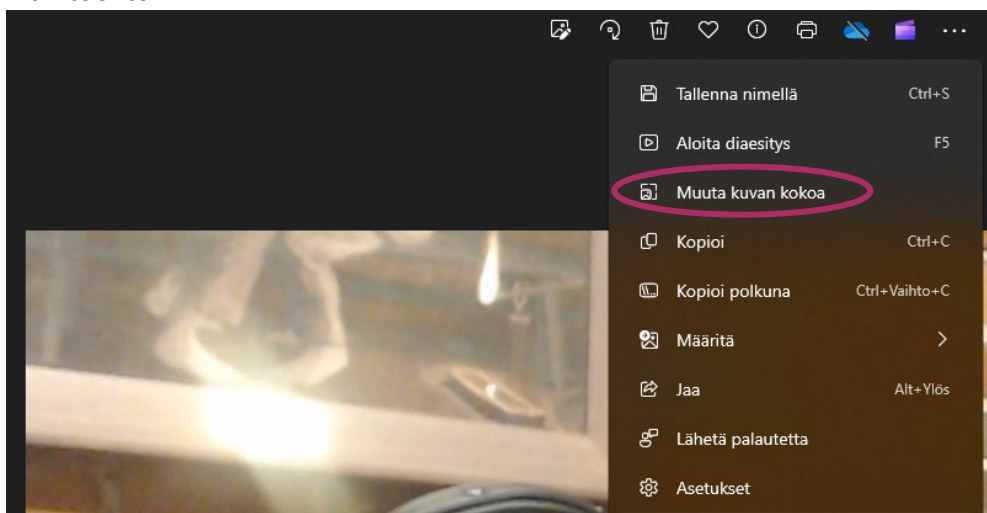 Tallenna nimellä Ctrl+S
Aloita diaesitys F5
Muuta kuvan kokoa
Kopioi Ctrl+C
Kopioi polkuna Ctrl+Vaihto+C
Määritä
Jaa Alt+Ylös
Lähetä palautetta
Asetukset